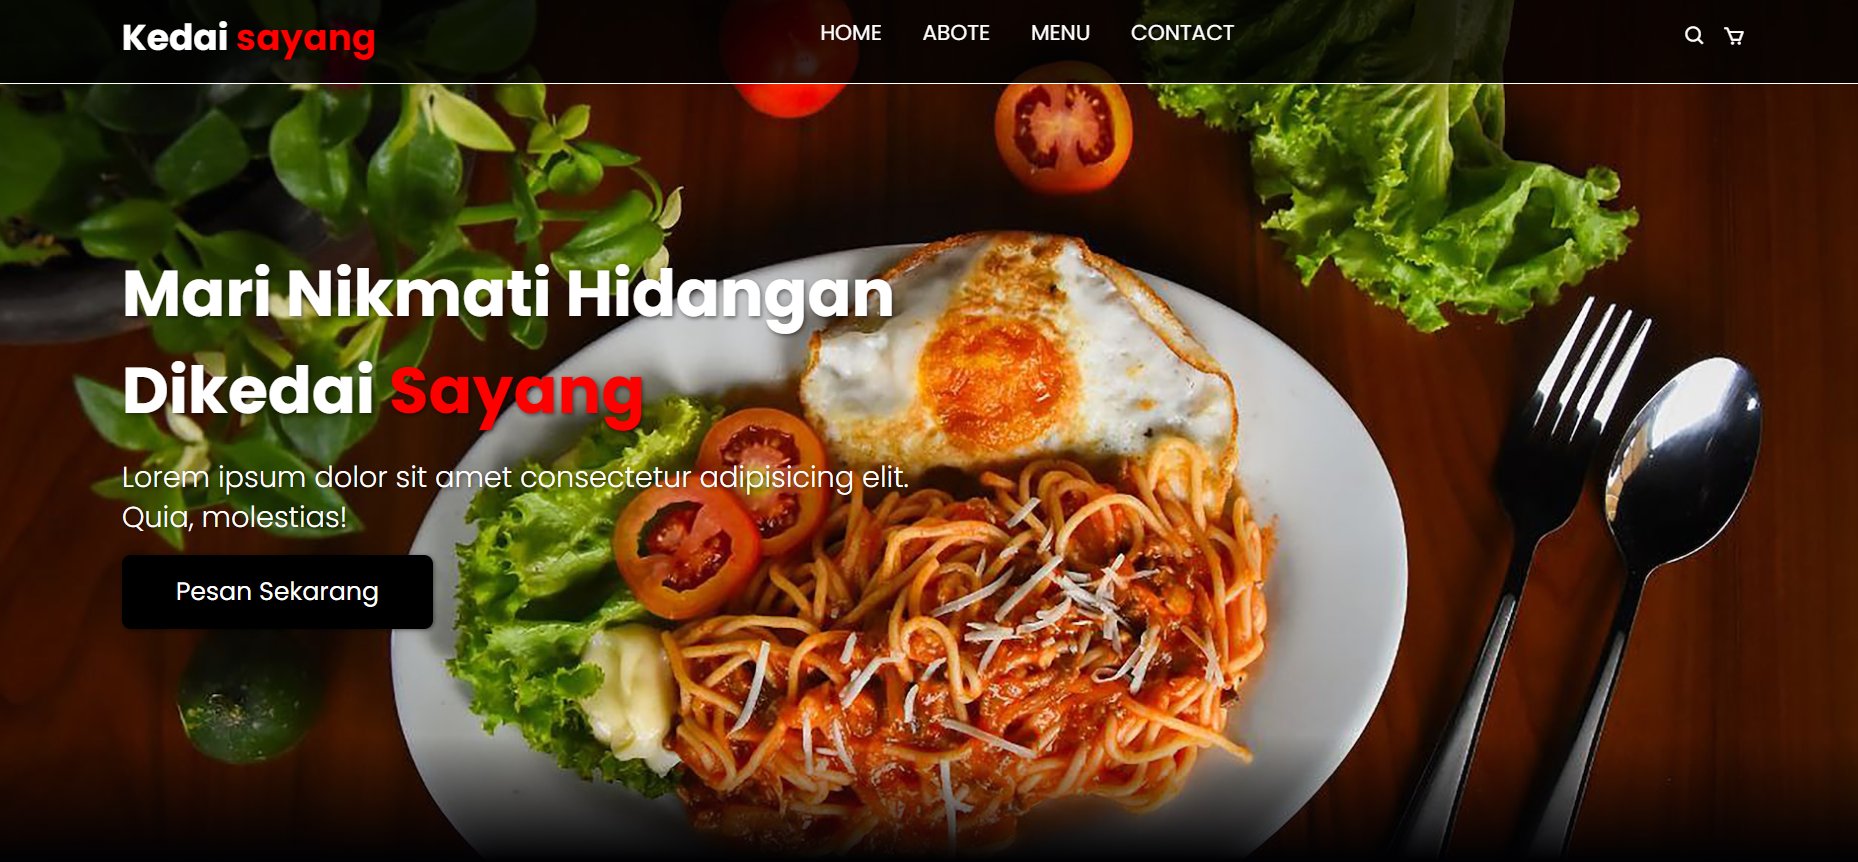 Kedai sayang
HOME ABOTE MENU CONTACT
Mari Nikmati Hidangan
Dikedai Sayang
Lorem ipsum dolor sit amet consectetur adipisicing elit.
Quia, molestias!
Pesan Sekarang